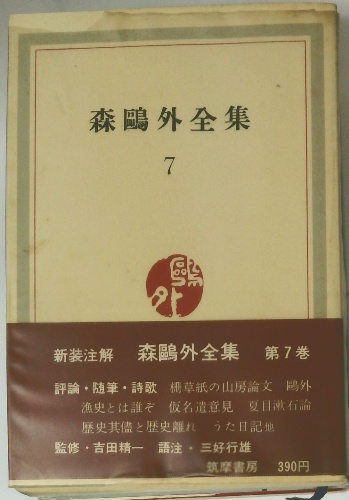 森鷗外全集
7
鷗外
新装注解 森鷗外全集 第7巻
評論・随筆・詩歌 柵草紙の山房論文 鷗外
漁史とは誰ぞ 仮名遣意見 夏目漱石論
歴史其儘と歴史離れ うた日記他
監修・吉田精一 語注・三好行雄
筑摩書房 390円